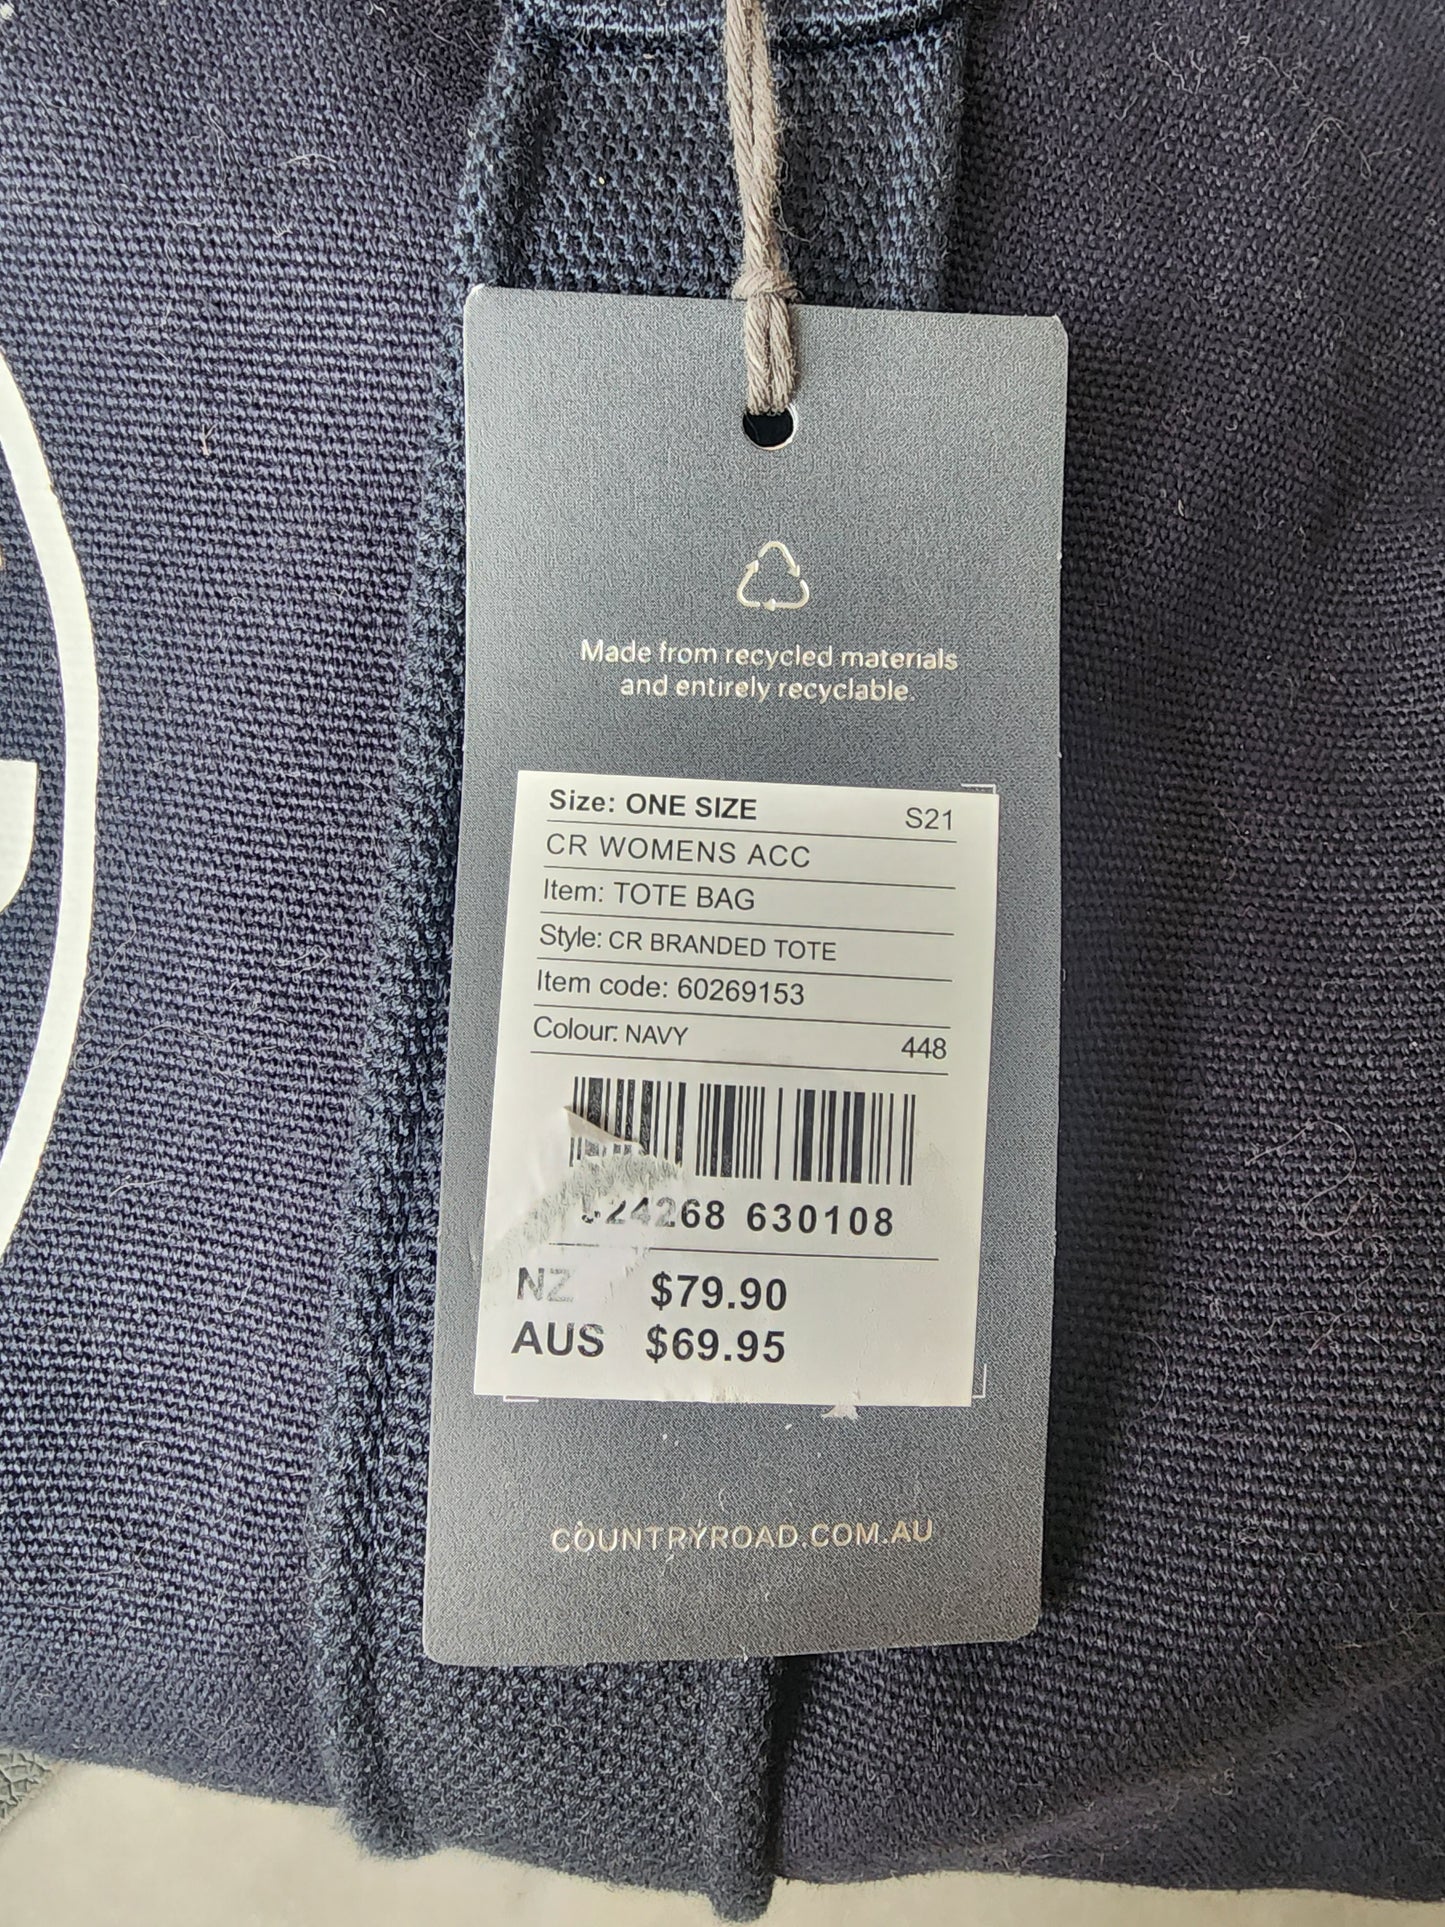 Made from recycled materials
and entirely recyclable.
Size: ONE SIZE S21
CR WOMENS ACC
Item: TOTE BAG
Style: CR BRANDED TOTE
Item code: 60269153
Colour: NAVY 448
630108
NZ $79.90
AUS $69.95
COUNTRYROAD.COM.AU